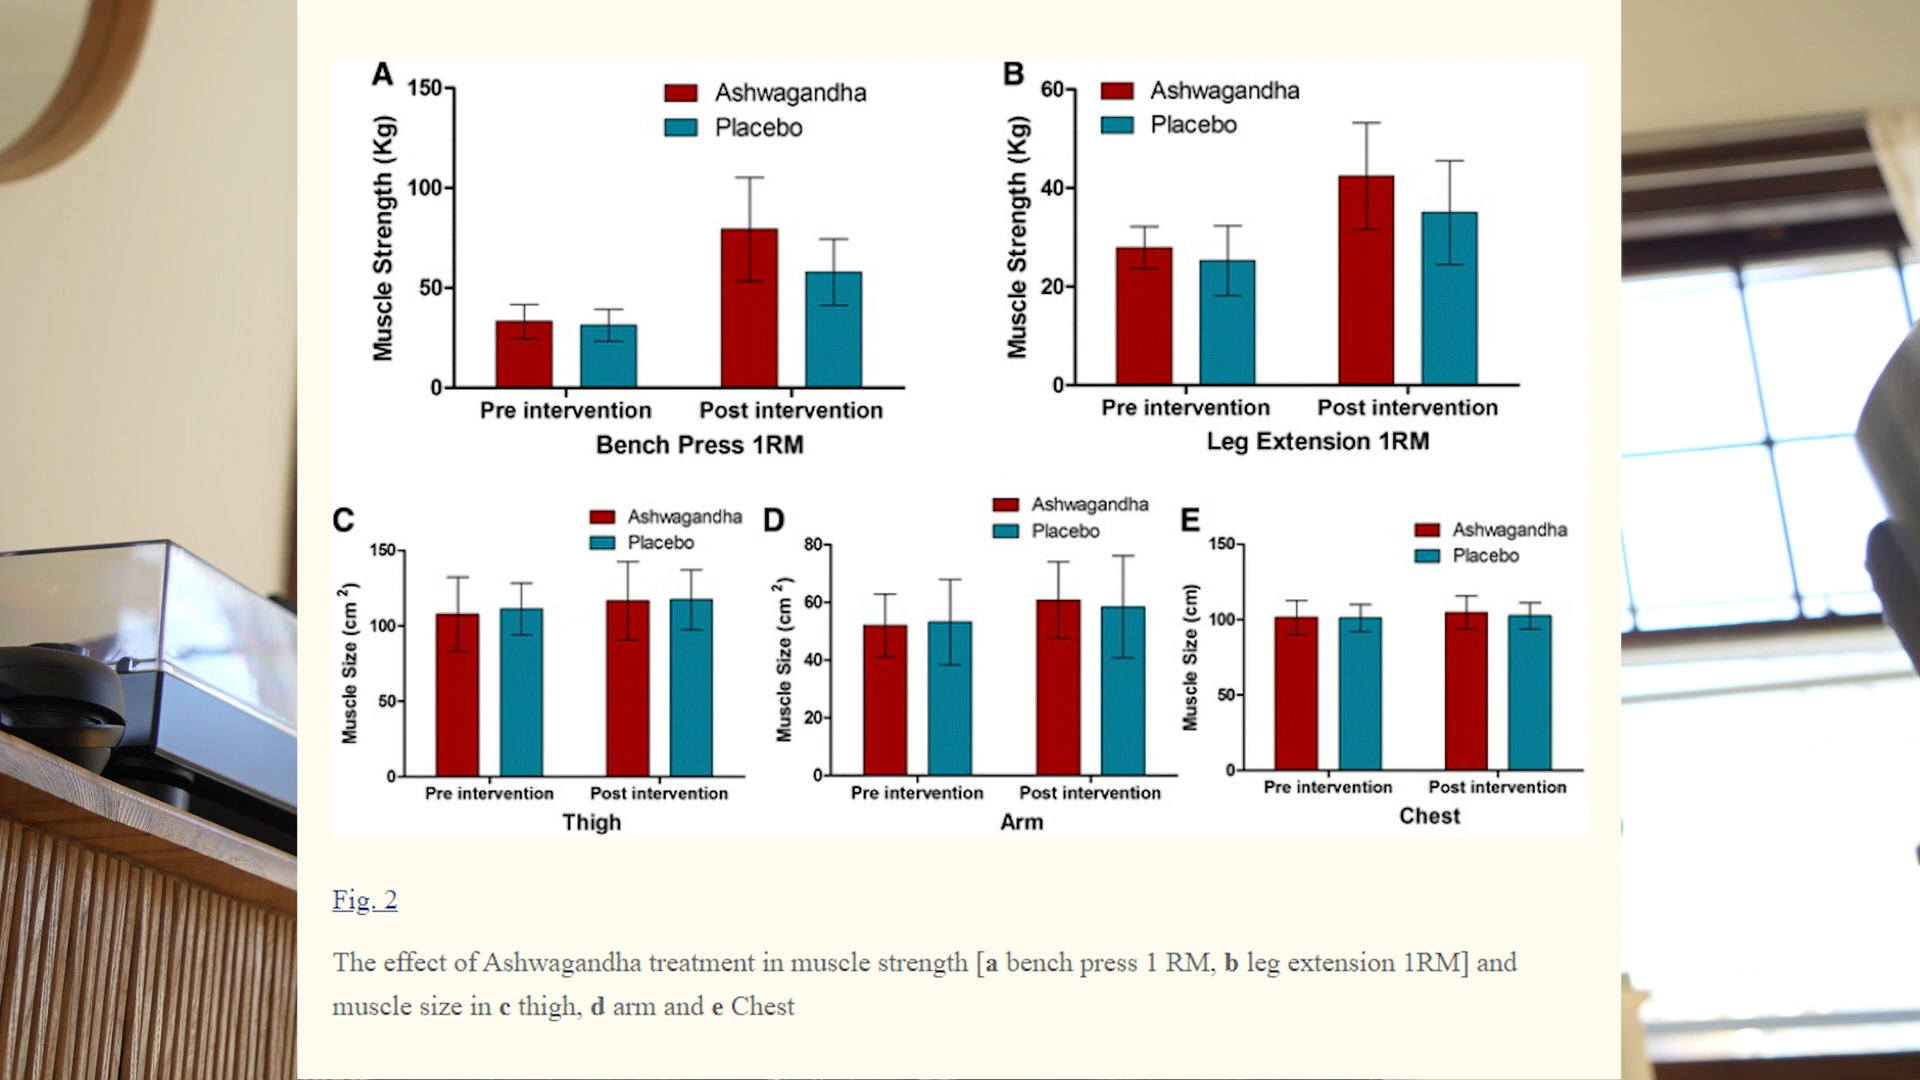 A
150
100
50
0
Muscle Strength (Kg)
Ashwagandha
Placebo
Pre intervention
Post intervention
Bench Press 1RM
B
60
40
20
0
Muscle Strength (Kg)
Ashwagandha
Placebo
Pre intervention
Post intervention
Leg Extension 1RM
C
150
100
50
0
Muscle Size (cm ²)
Ashwagandha
Placebo
Pre intervention
Post intervention
Thigh
D
80
60
40
20
0
Muscle Size (cm ²)
Ashwagandha
Placebo
Pre intervention
Post intervention
Arm
E
150
100
50
0
Muscle Size (cm)
Ashwagandha
Placebo
Pre intervention
Post intervention
Chest
Fig. 2
The effect of Ashwagandha treatment in muscle strength [a bench press 1 RM, b leg extension 1RM] and
muscle size in c thigh, d arm and e Chest